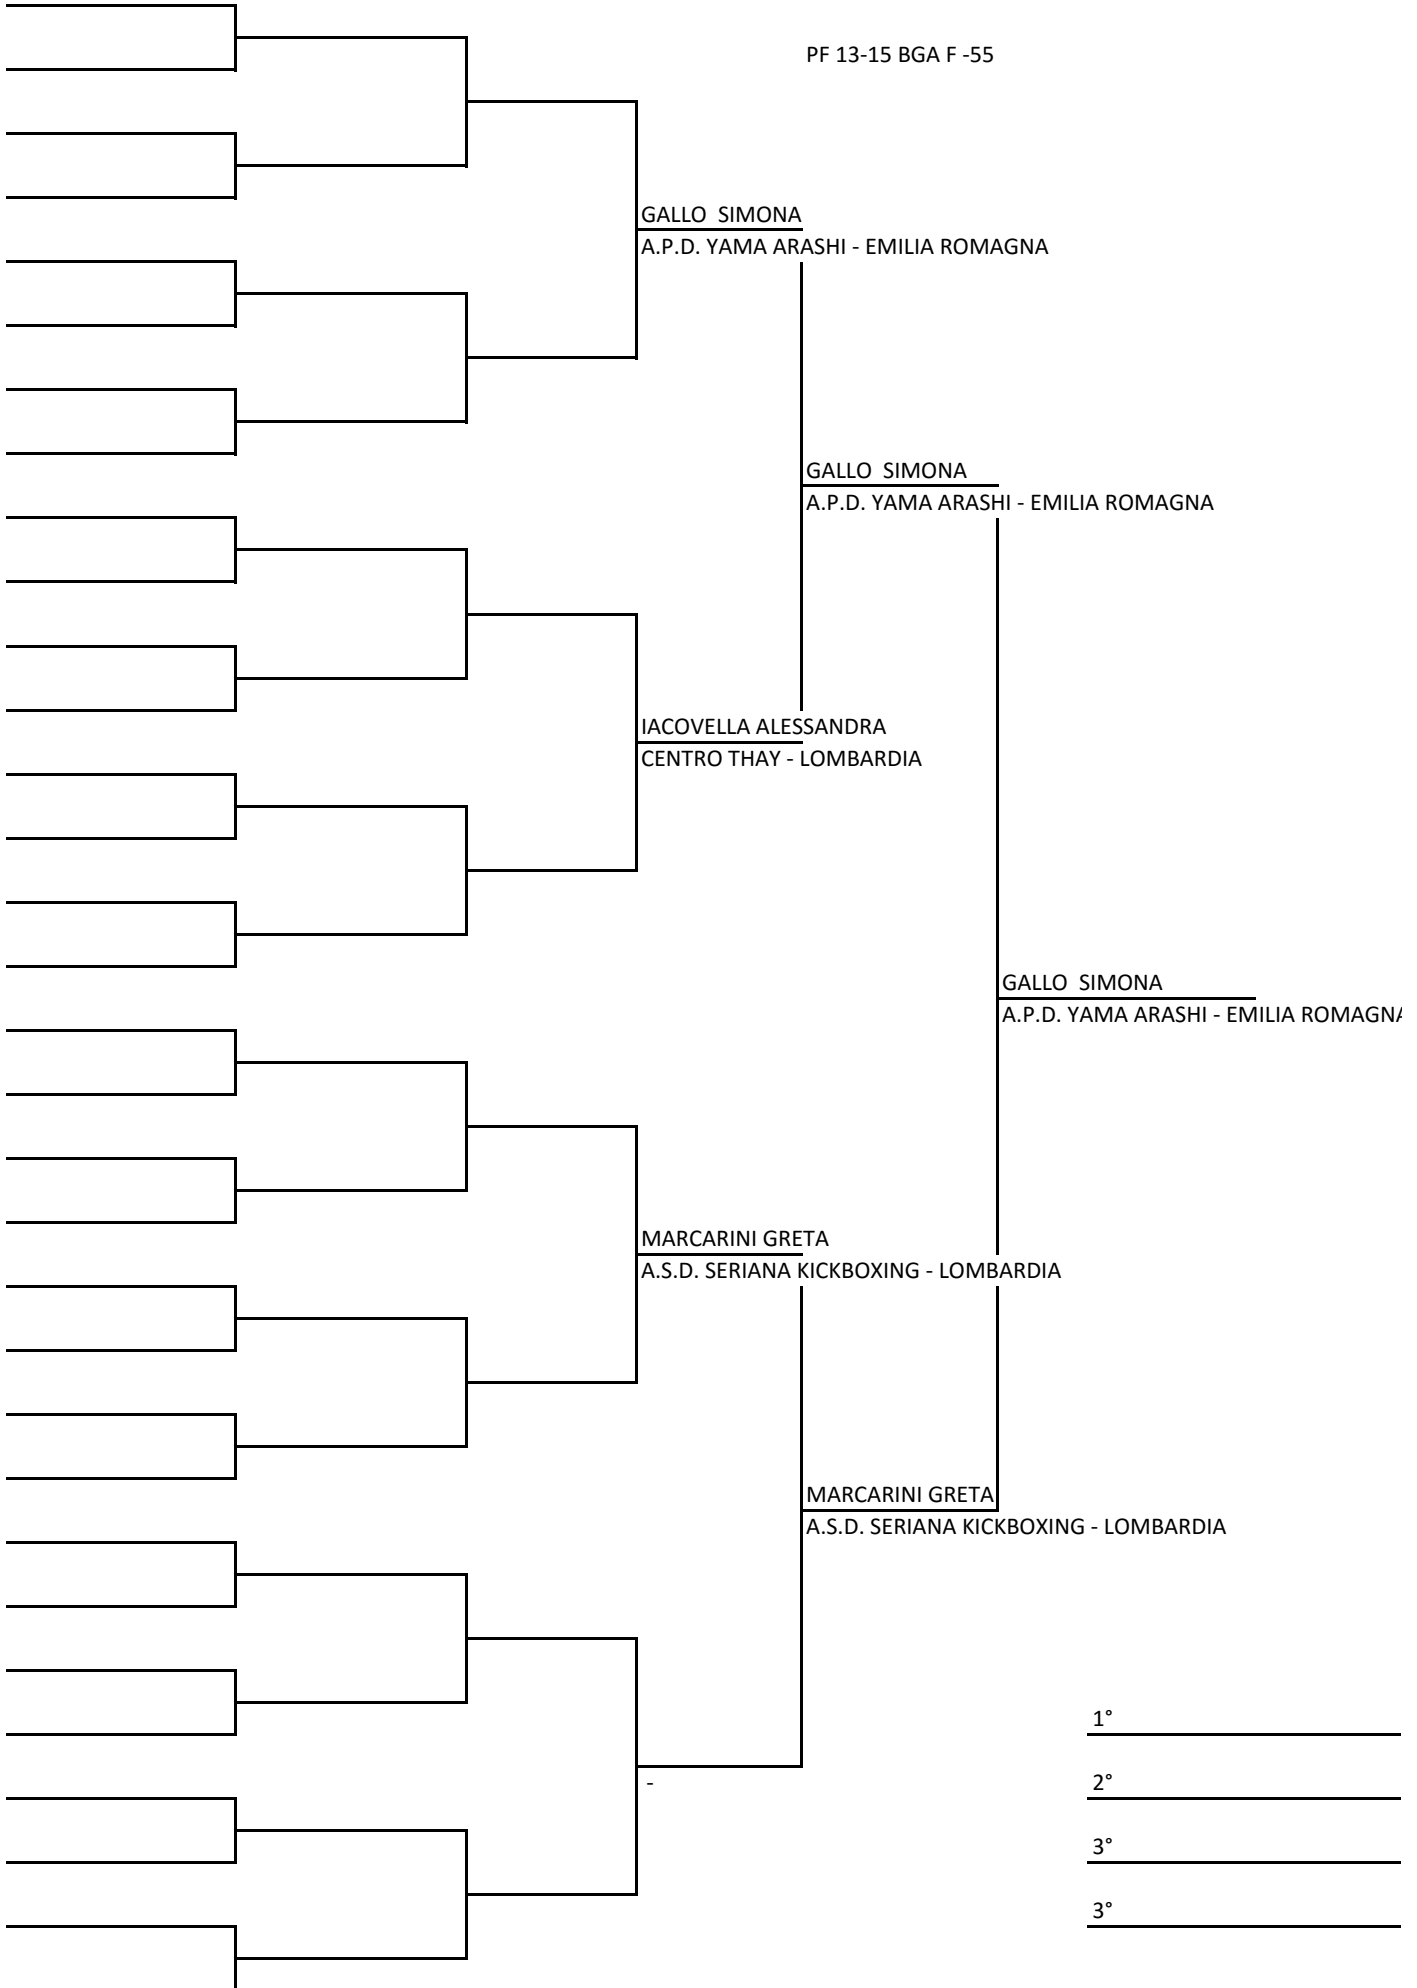 PF 13-15 BGA F -55
GALLO  SIMONA
A.P.D. YAMA ARASHI - EMILIA ROMAGNA
GALLO  SIMONA
A.P.D. YAMA ARASHI - EMILIA ROMAGNA
IACOVELLA ALESSANDRA
CENTRO THAY - LOMBARDIA
GALLO  SIMONA
A.P.D. YAMA ARASHI - EMILIA ROMAGNA
MARCARINI GRETA
A.S.D. SERIANA KICKBOXING - LOMBARDIA
MARCARINI GRETA
A.S.D. SERIANA KICKBOXING - LOMBARDIA
1°
-
2°
3°
3°